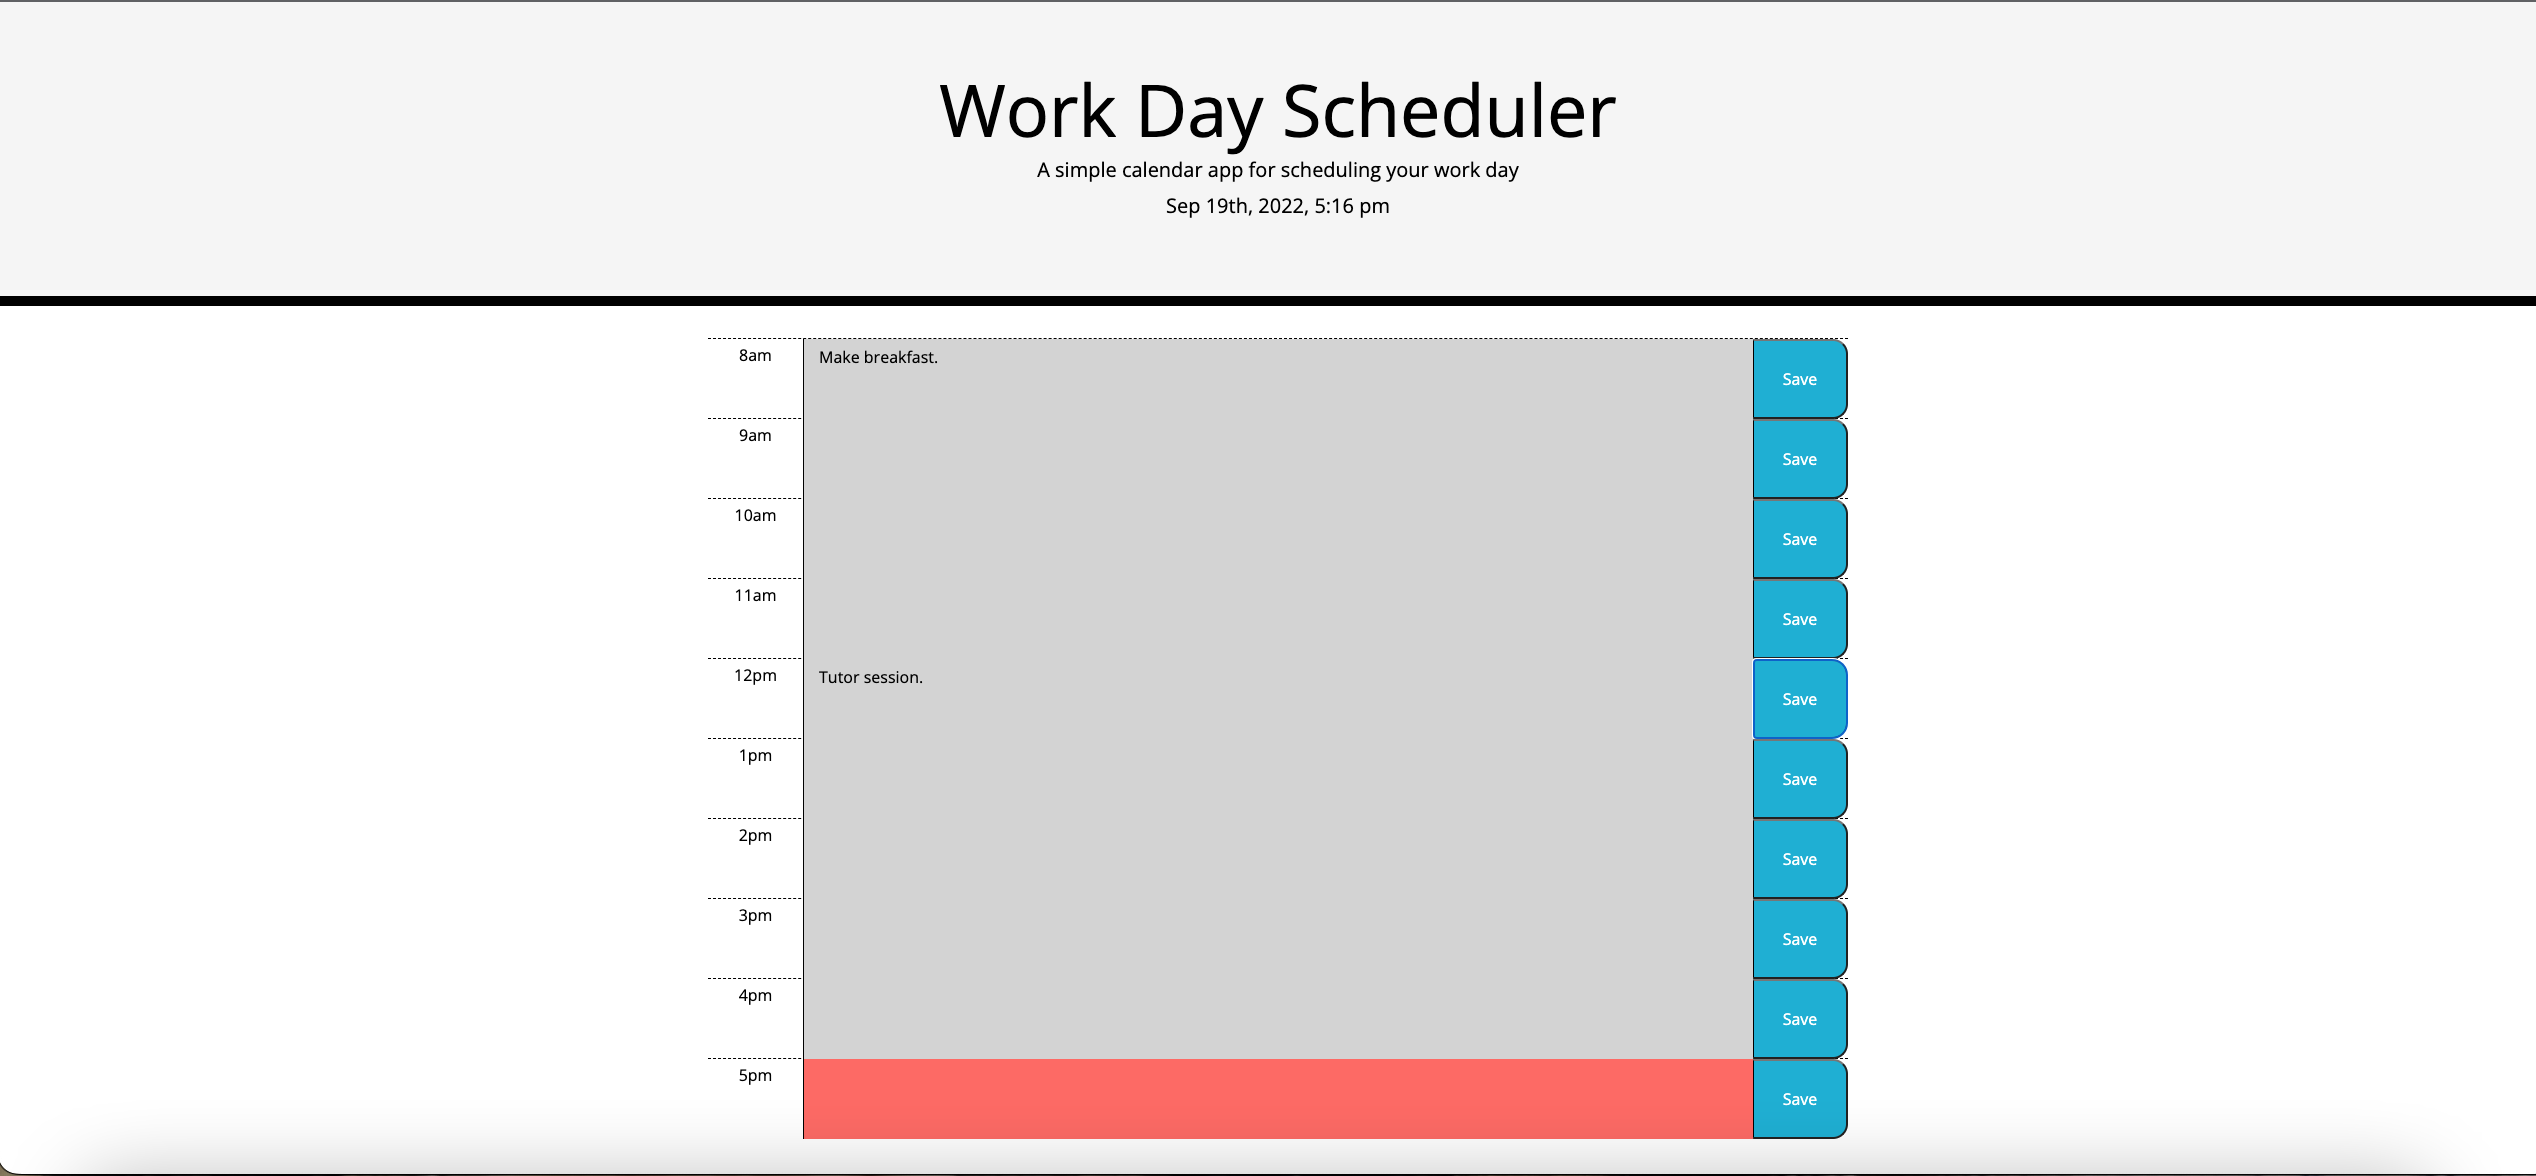 Work Day Scheduler
A simple calendar app for scheduling your work day
Sep 19th, 2022, 5:16 pm
8am Make breakfast. Save
9am Save
10am Save
11am Save
12pm Tutor session. Save
1pm Save
2pm Save
3pm Save
4pm Save
5pm Save